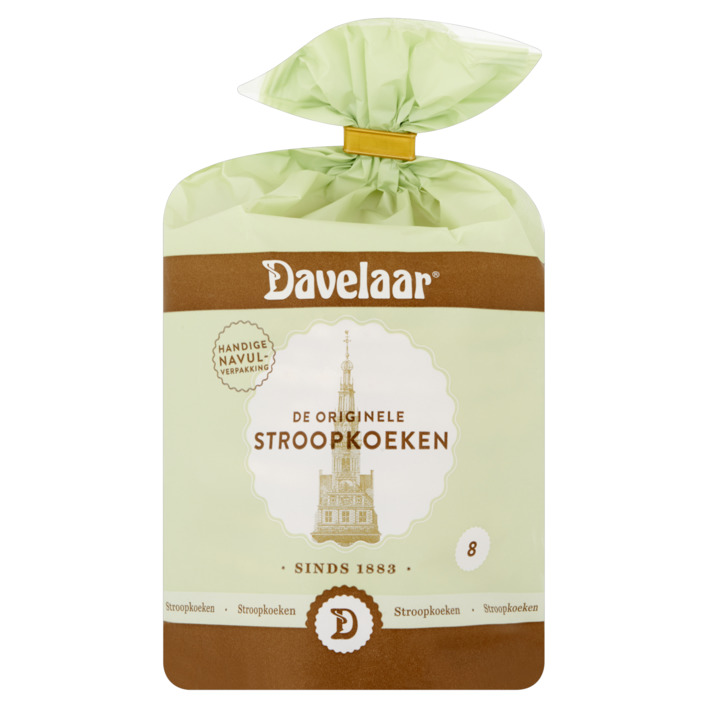 Davelaar®
HANDIGE
NAVUL-
VERPAKKING
DE ORIGINELE
STROOPKOEKEN
8
· SINDS 1883 ·
Stroopkoeken · Stroopkoeken Stroopkoeken · Stroopkoeken
D